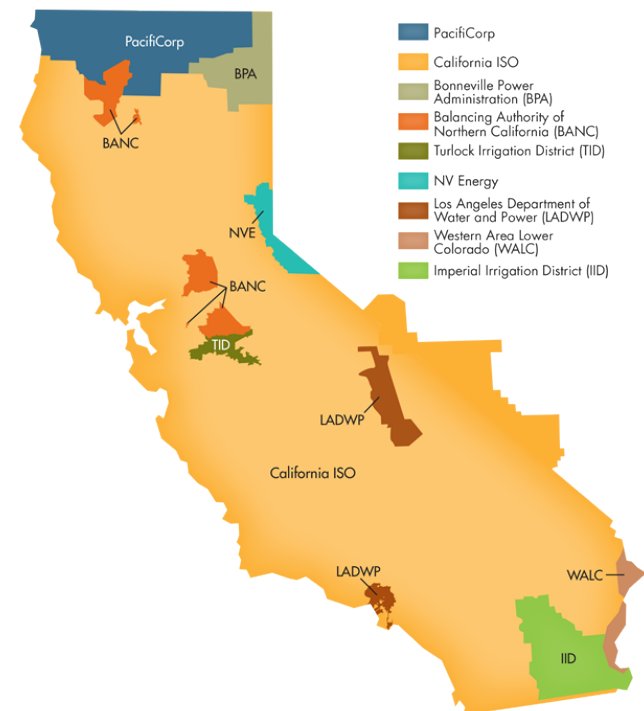 PacifiCorp
BPA
BANC
NVE
BANC
TID
LADWP
California ISO
LADWP
WALC
IID
PacifiCorp
California ISO
Bonneville Power
Administration (BPA)
Balancing Authority of
Northern California (BANC)
Turlock Irrigation District (TID)
NV Energy
Los Angeles Department of
Water and Power (LADWP)
Western Area Lower
Colorado (WALC)
Imperial Irrigation District (IID)